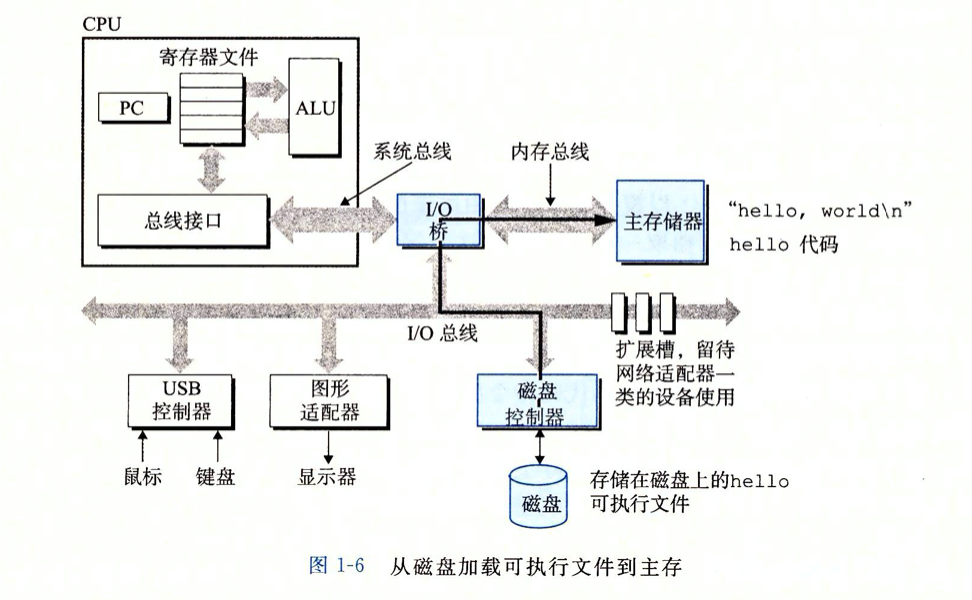 CPU
寄存器文件
PC
ALU
系统总线
内存总线
总线接口
I/O
桥
主存储器
“hello, world\n”
hello 代码
I/O 总线
扩展槽，留待
网络适配器一
类的设备使用
USB
控制器
图形
适配器
磁盘
控制器
鼠标
键盘
显示器
磁盘
存储在磁盘上的hello
可执行文件
图 1-6 从磁盘加载可执行文件到主存